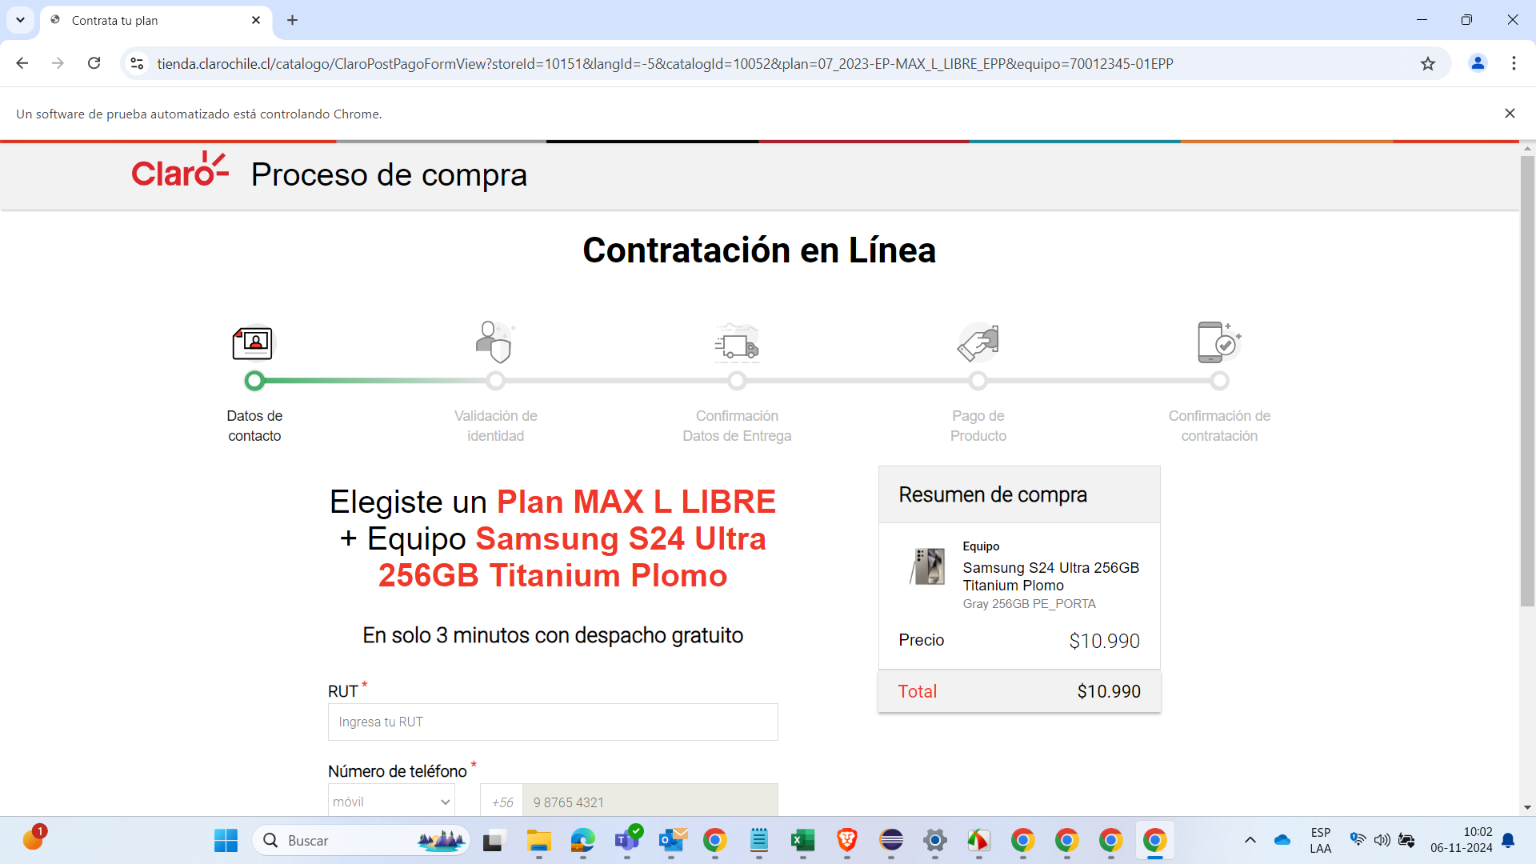 Contrata tu plan
tienda.clarochile.cl/catalogo/ClaroPostPagoFormView?storeId=10151&langId=-5&catalogId=10052&plan=07_2023-EP-MAX_L_LIBRE_EPP&equipo=70012345-01EPP
Un software de prueba automatizado está controlando Chrome.
Claro Proceso de compra
Contratación en Línea
Datos de
contacto
Validación de
identidad
Confirmación
Datos de Entrega
Pago de
Producto
Confirmación de
contratación
Elegiste un Plan MAX L LIBRE
+ Equipo Samsung S24 Ultra
256GB Titanium Plomo
En solo 3 minutos con despacho gratuito
RUT *
Ingresa tu RUT
Número de teléfono *
móvil +56 9 8765 4321
Resumen de compra
Equipo
Samsung S24 Ultra 256GB
Titanium Plomo
Gray 256GB PE_PORTA
Precio $10.990
Total $10.990
1
Buscar
ESP
LAA
10:02
06-11-2024